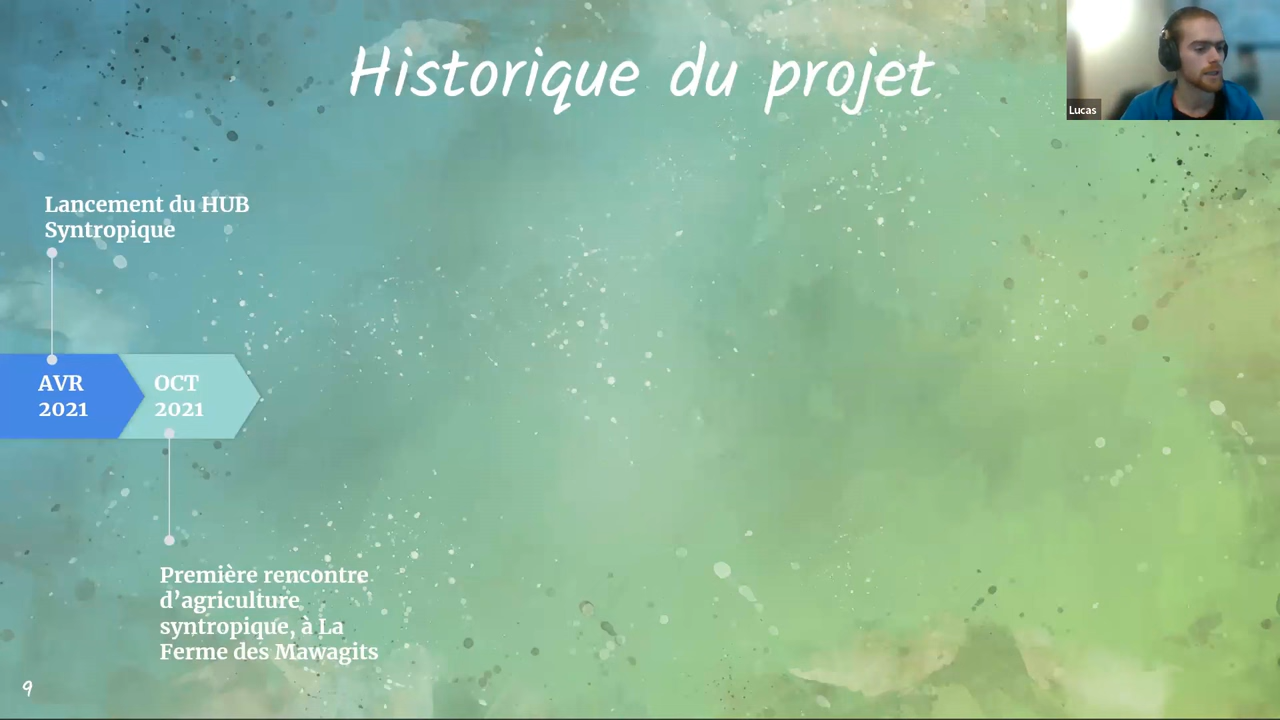 Historique du projet
Lucas
Lancement du HUB
Syntropique
AVR
2021
OCT
2021
Première rencontre
d’agriculture
syntropique, à La
Ferme des Mawagits
9